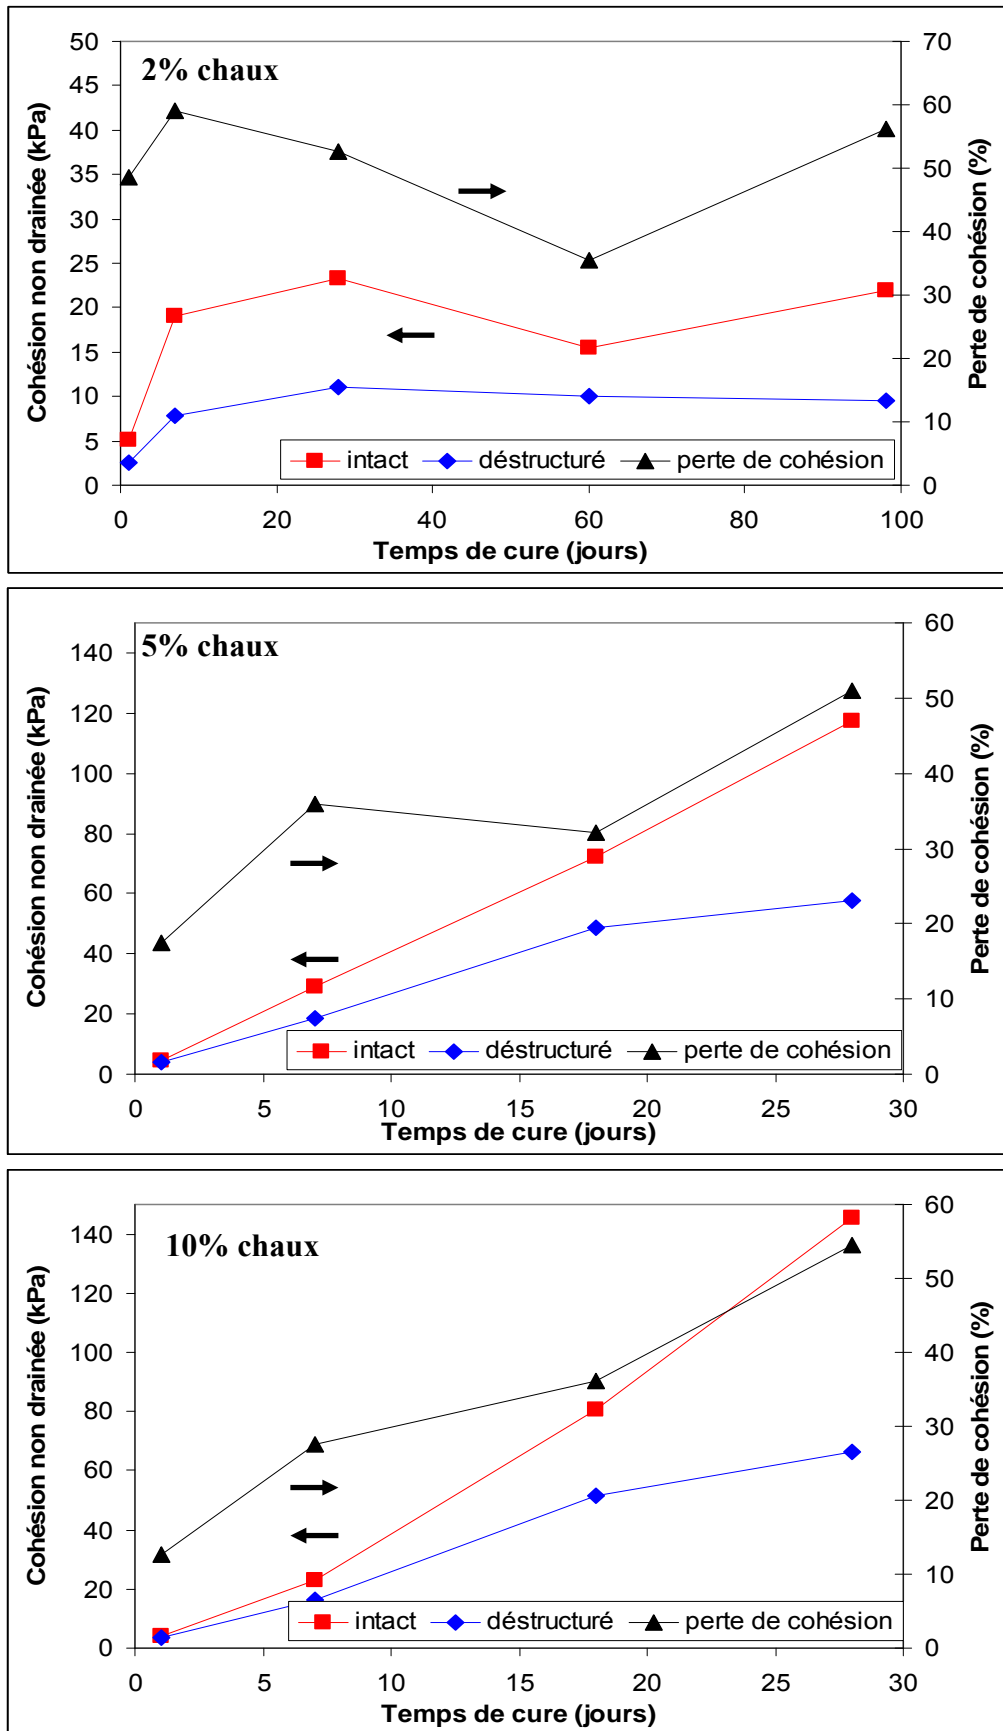 2% chaux
Cohésion non drainée (kPa)
50
45
40
35
30
25
20
15
10
5
0
70
60
50
40
30
20
10
0
Perte de cohésion (%)
intact déstructuré perte de cohésion
0 20 40 60 80 100
Temps de cure (jours)
5% chaux
Cohésion non drainée (kPa)
140
120
100
80
60
40
20
0
60
50
40
30
20
10
0
Perte de cohésion (%)
intact déstructuré perte de cohésion
0 5 10 15 20 25 30
Temps de cure (jours)
10% chaux
Cohésion non drainée (kPa)
140
120
100
80
60
40
20
0
60
50
40
30
20
10
0
Perte de cohésion (%)
intact déstructuré perte de cohésion
0 5 10 15 20 25 30
Temps de cure (jours)